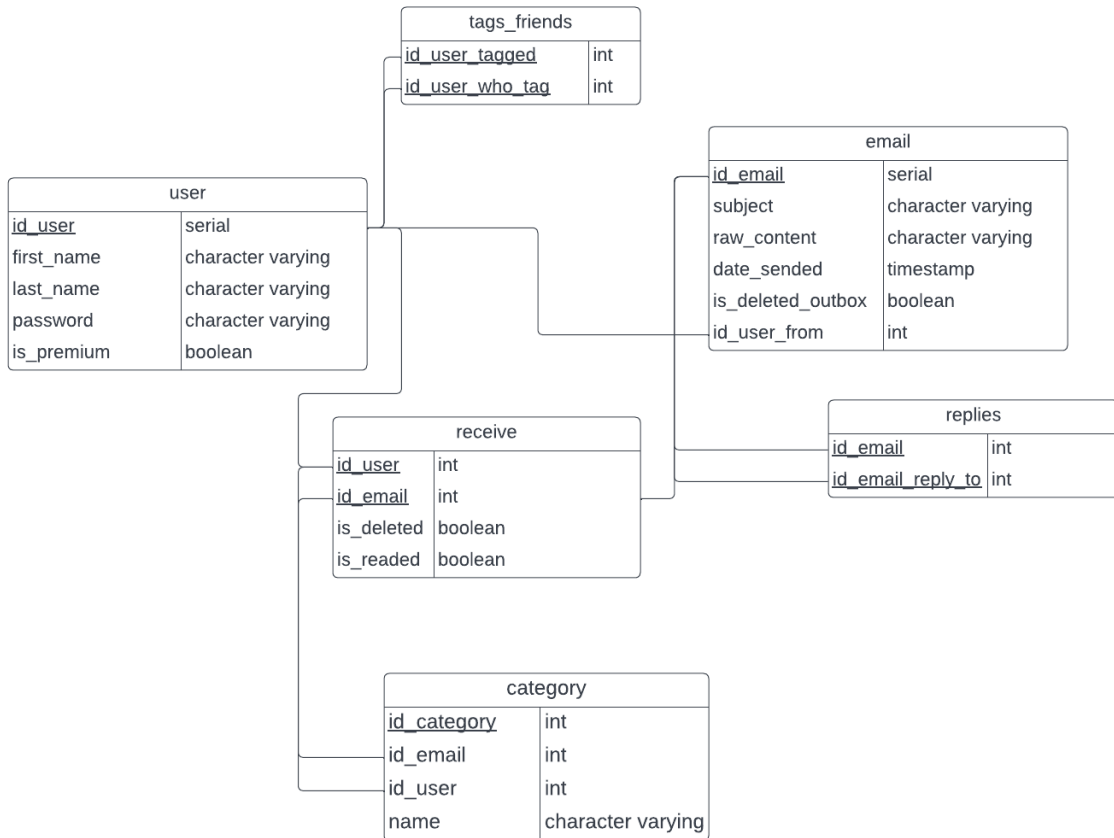 tags_friends
id_user_tagged int
id_user_who_tag int
email
id_email serial
subject character varying
raw_content character varying
date_sended timestamp
is_deleted_outbox boolean
id_user_from int
user
id_user serial
first_name character varying
last_name character varying
password character varying
is_premium boolean
replies
id_email int
id_email_reply_to int
receive
id_user int
id_email int
is_deleted boolean
is_readed boolean
category
id_category int
id_email int
id_user int
name character varying